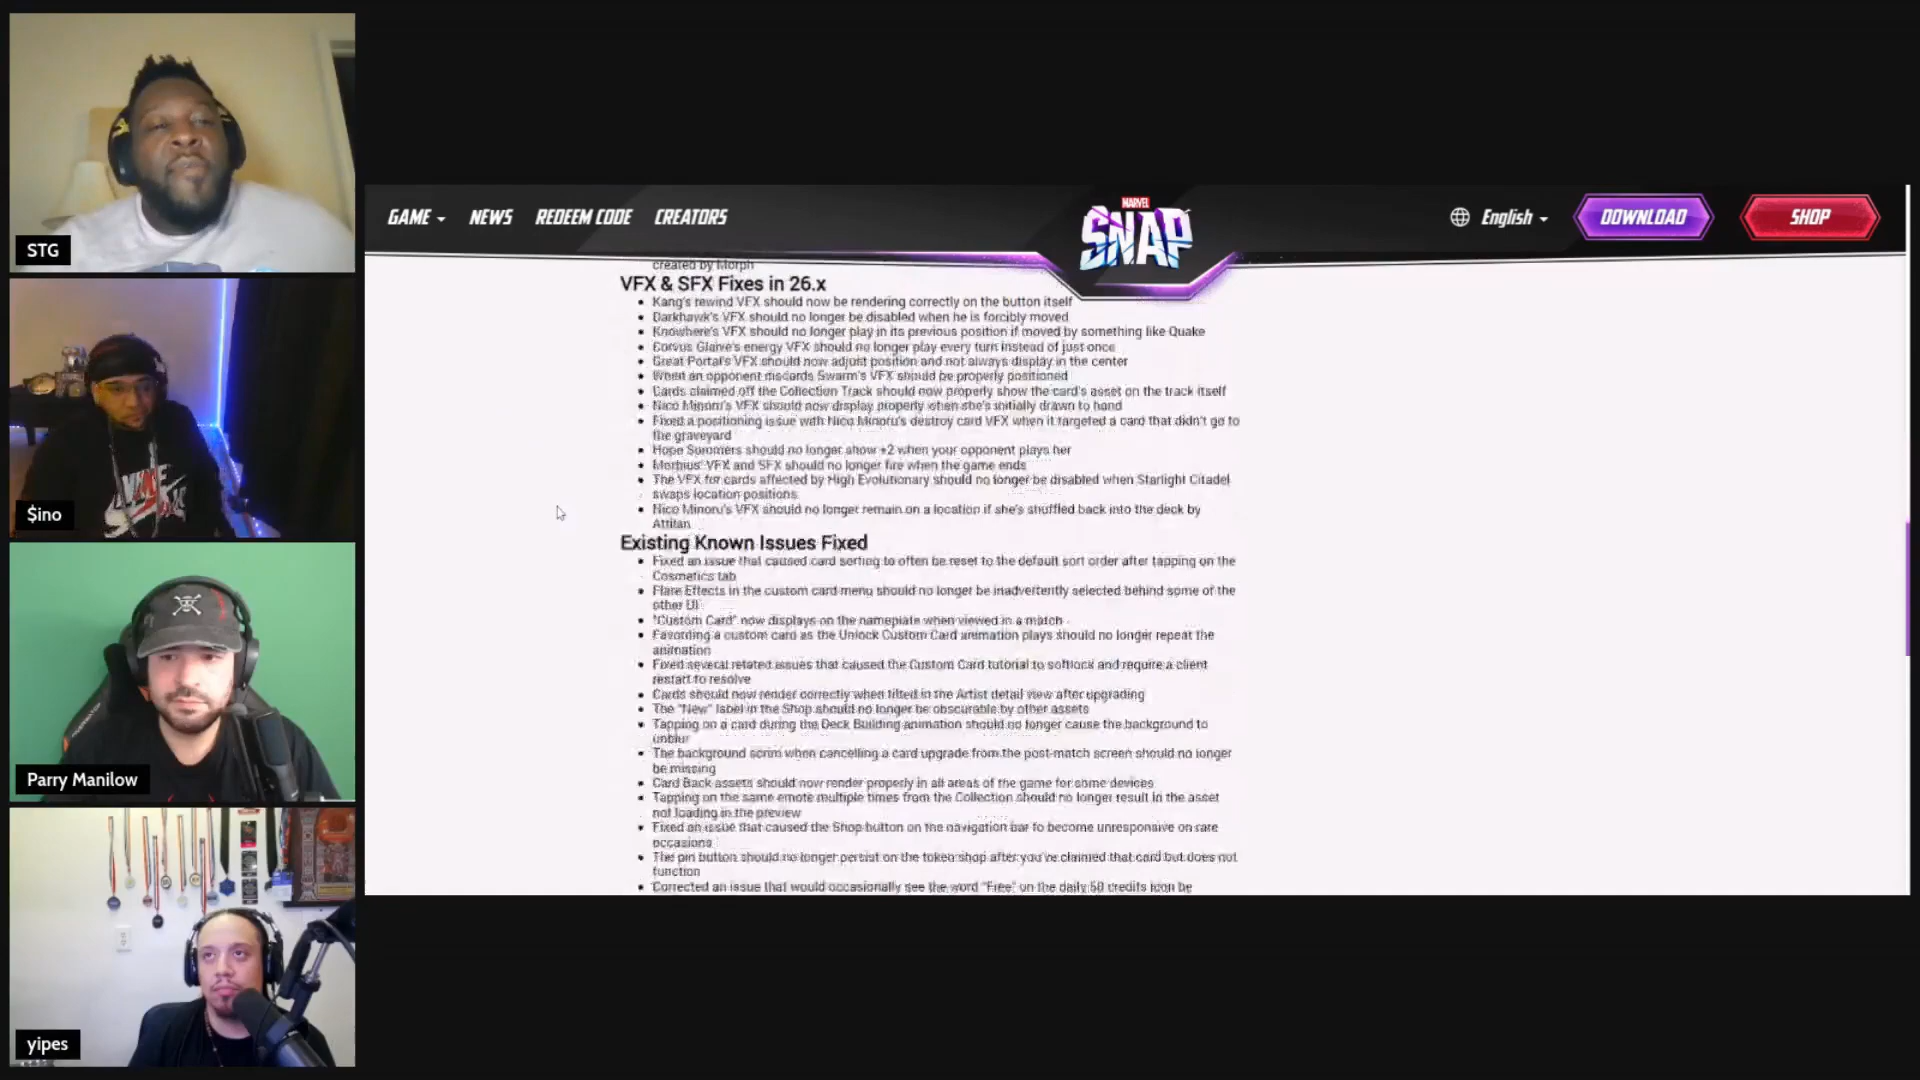 STG
$ino
Parry Manilow
yipes
GAME
NEWS
REDEEM CODE
CREATORS
MARVEL
SNAP
English
DOWNLOAD
SHOP
created by Morph
VFX & SFX Fixes in 26.x
Kang's rewind VFX should now be rendering correctly on the button itself
Darkhawk's VFX should no longer be disabled when he is forcibly moved
Knowhere's VFX should no longer play in its previous position if moved by something like Quake
Corvus Glaive's energy VFX should no longer play every turn instead of just once
Great Portal's VFX should now adjust position and not always display in the center
When an opponent discards Swarm's VFX should be properly positioned
Cards claimed off the Collection Track should now properly show the card's asset on the track itself
Nico Minoru's VFX should now display properly when she's initially drawn to hand
Fixed a positioning issue with Nico Minoru's destroy card VFX when it targeted a card that didn't go to
the graveyard
Hope Summers should no longer show +2 when your opponent plays her
Morbius' VFX and SFX should no longer fire when the game ends
The VFX for cards affected by High Evolutionary should no longer be disabled when Starlight Citadel
swaps location positions
Nico Minoru's VFX should no longer remain on a location if she's shuffled back into the deck by
Attilan
Existing Known Issues Fixed
Fixed an issue that caused card sorting to often be reset to the default sort order after tapping on the
Cosmetics tab
Flare Effects in the custom card menu should no longer be inadvertently selected behind some of the
other UI
"Custom Card" now displays on the nameplate when viewed in a match
Favoriting a custom card as the Unlock Custom Card animation plays should no longer repeat the
animation
Fixed several related issues that caused the Custom Card tutorial to softlock and require a client
restart to resolve
Cards should now render correctly when tilted in the Artist detail view after upgrading
The "New" label in the Shop should no longer be obscurable by other assets
Tapping on a card during the Deck Building animation should no longer cause the background to
unblur
The background scrim when cancelling a card upgrade from the post-match screen should no longer
be missing
Card Back assets should now render properly in all areas of the game for some devices
Tapping on the same emote multiple times from the Collection should no longer result in the asset
not loading in the preview
Fixed an issue that caused the Shop button on the navigation bar to become unresponsive on rare
occasions
The pin button should no longer persist on the token shop after you've claimed that card but does not
function
Corrected an issue that would occasionally see the word "Free" on the daily 50 credits icon be